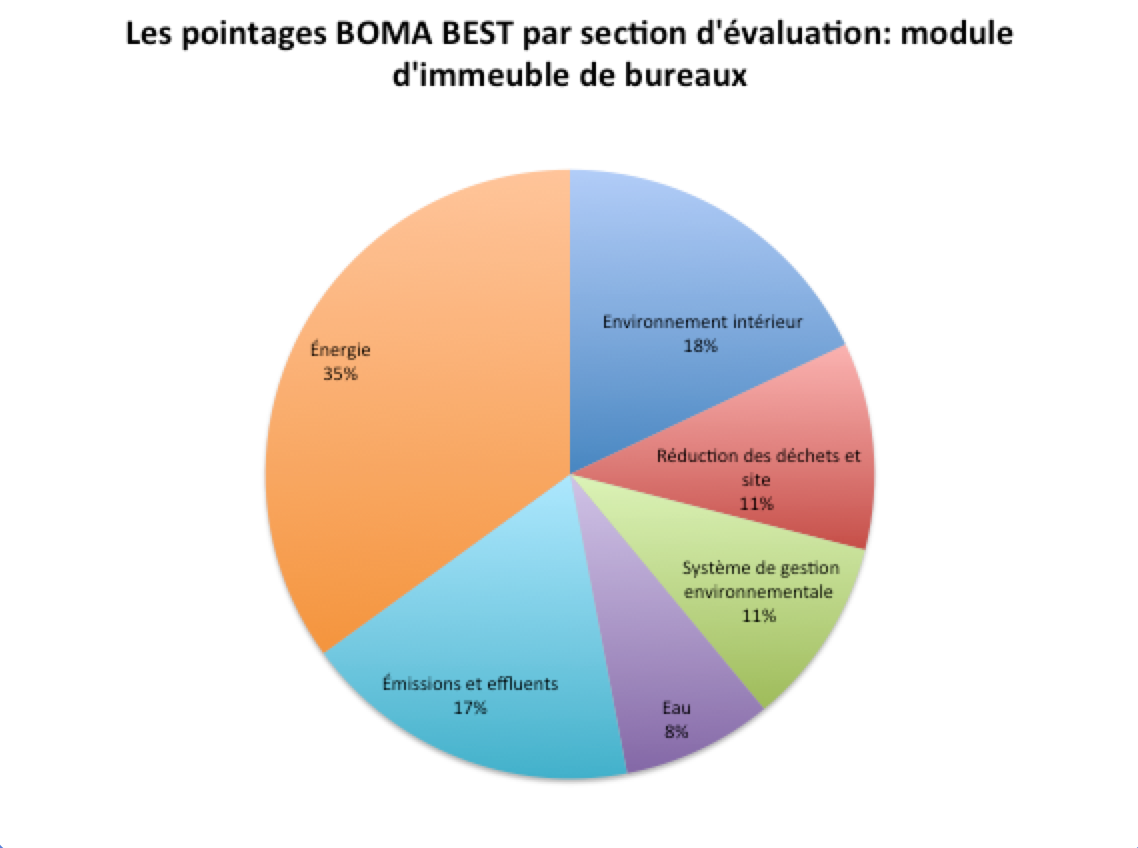 Les pointages BOMA BEST par section d'évaluation: module
d'immeuble de bureaux
Environnement intérieur
18%
Énergie
35%
Réduction des déchets et
site
11%
Système de gestion
environnementale
11%
Émissions et effluents
17%
Eau
8%